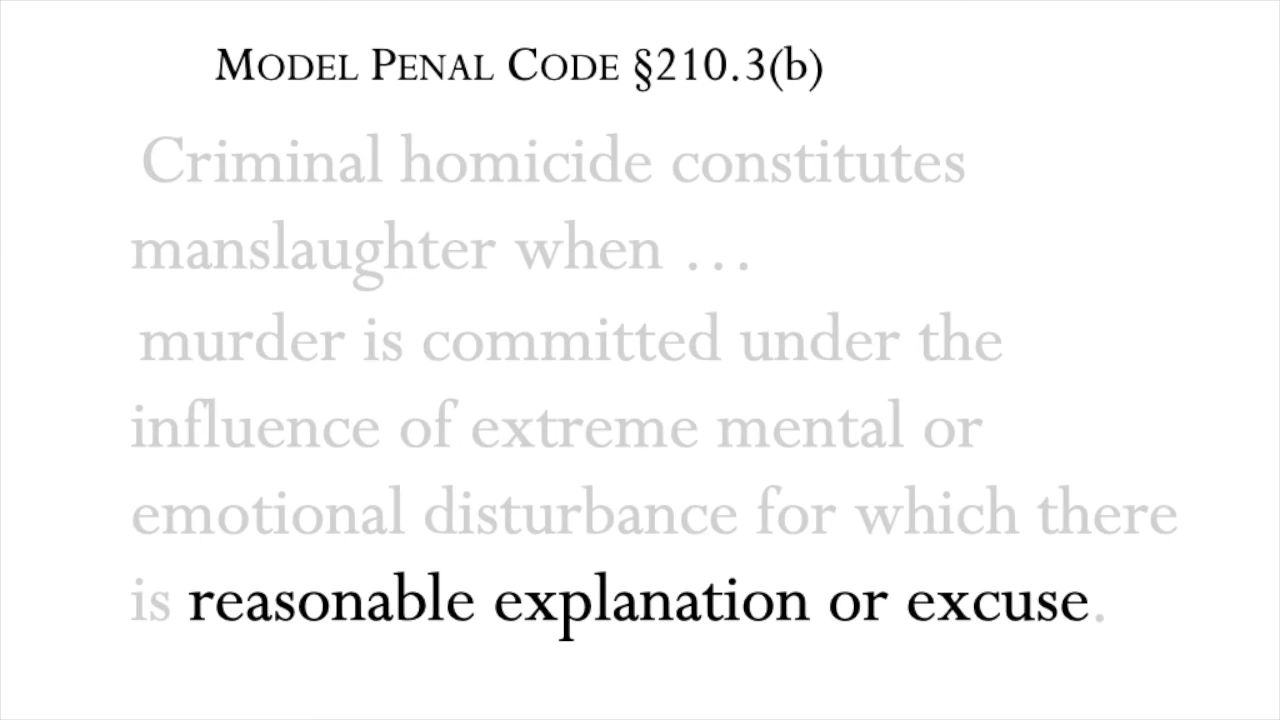 MODEL PENAL CODE §210.3(b)
Criminal homicide constitutes
manslaughter when …
murder is committed under the
influence of extreme mental or
emotional disturbance for which there
is reasonable explanation or excuse.